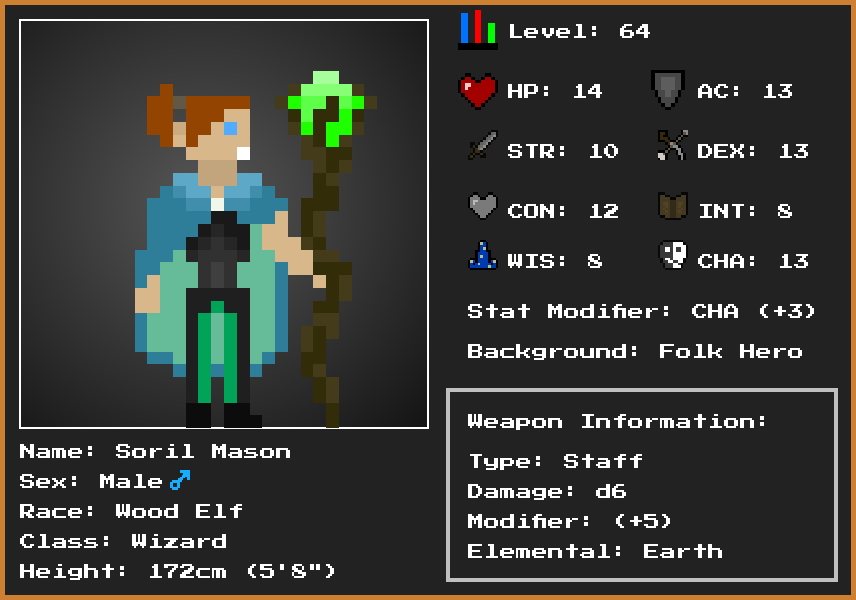 Level: 64
HP: 14 AC: 13
STR: 10 DEX: 13
CON: 12 INT: 8
WIS: 8 CHA: 13
Stat Modifier: CHA (+3)
Background: Folk Hero
Weapon Information:
Type: Staff
Damage: d6
Modifier: (+5)
Elemental: Earth
Name: Soril Mason
Sex: Male♂
Race: Wood Elf
Class: Wizard
Height: 172cm (5'8")